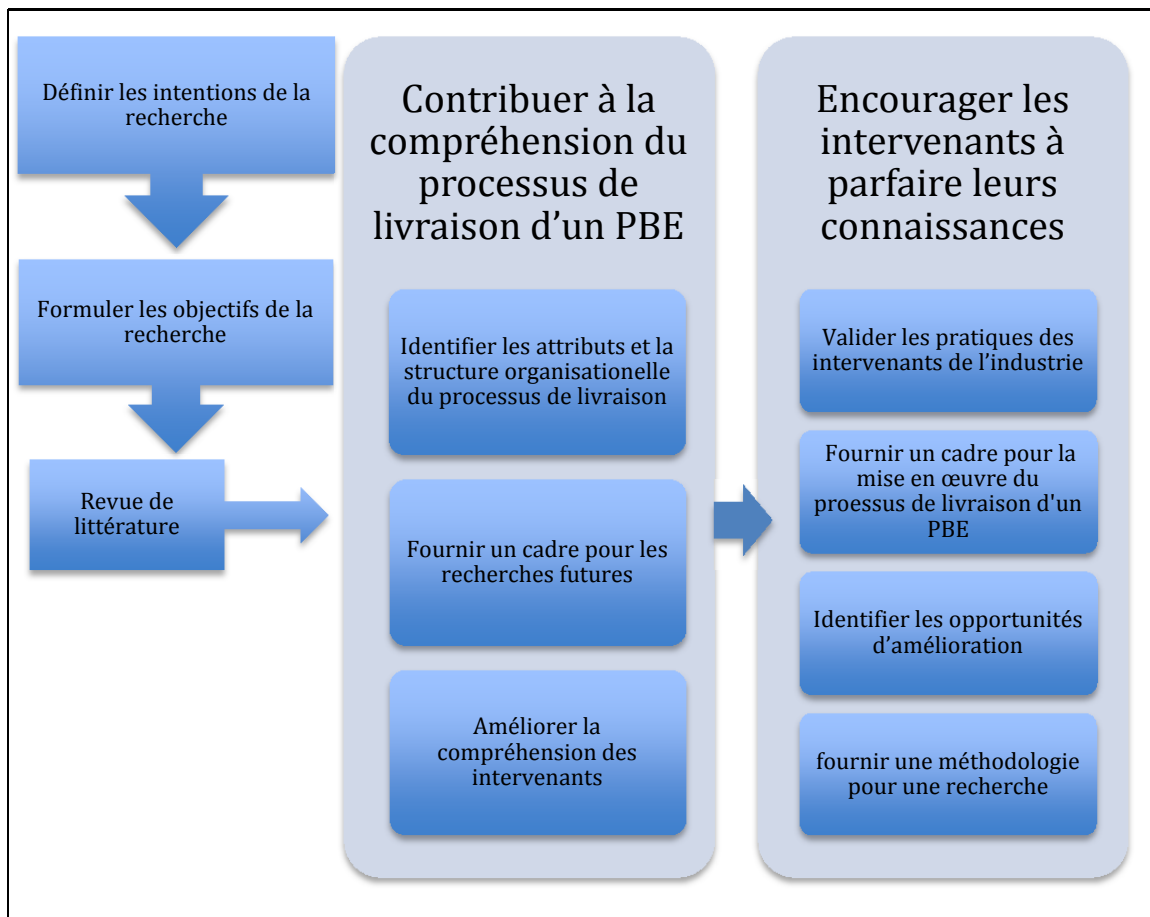 Définir les intentions de la
recherche
Formuler les objectifs de la
recherche
Revue de
littérature
Contribuer à la
compréhension du
processus de
livraison d’un PBE
Identifier les attributs et la
structure organisationelle
du processus de livraison
Fournir un cadre pour les
recherches futures
Améliorer la
compréhension des
intervenants
Encourager les
intervenants à
parfaire leurs
connaissances
Valider les pratiques des
intervenants de l’industrie
Fournir un cadre pour la
mise en œuvre du
proessus de livraison d'un
PBE
Identifier les opportunités
d’amélioration
fournir une méthodologie
pour une recherche